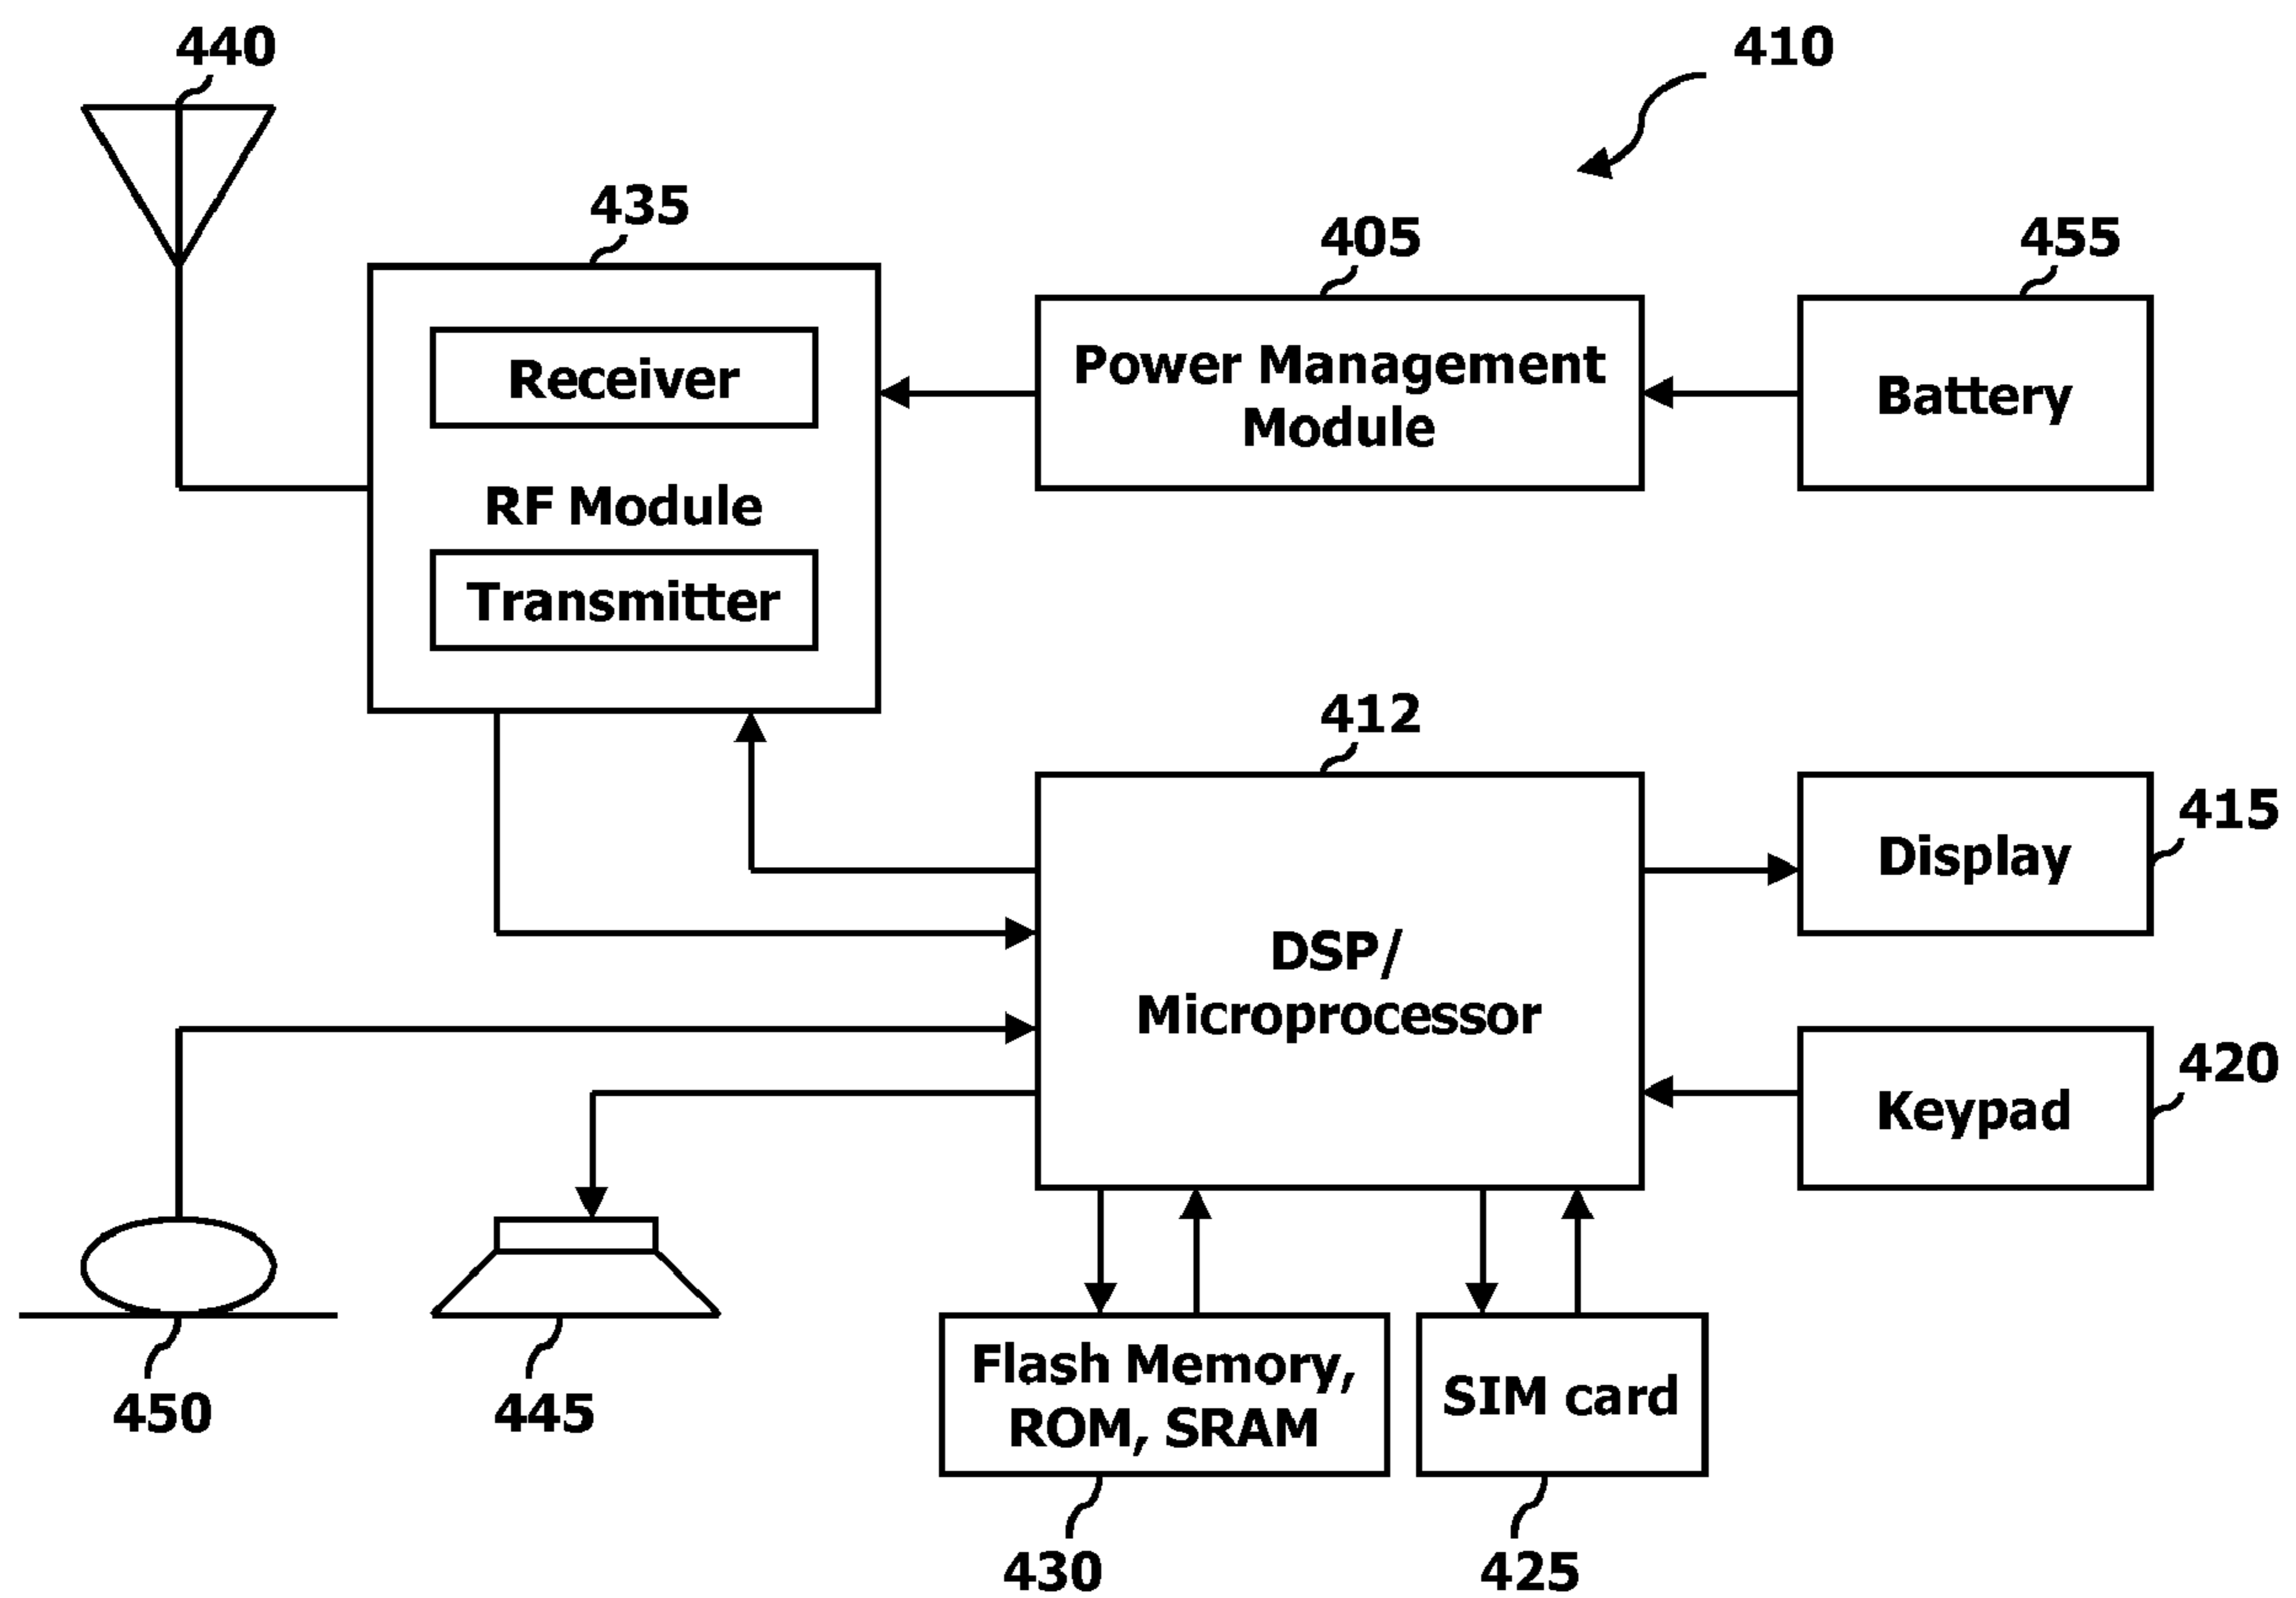 440
410
435
405
455
Receiver
RF Module
Transmitter
Power Management
Module
Battery
412
DSP/
Microprocessor
Display
415
Keypad
420
450
445
Flash Memory,
ROM, SRAM
SIM card
430
425